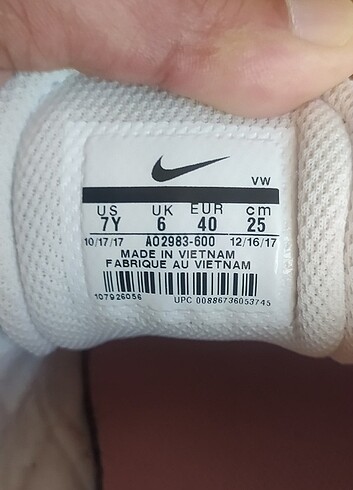 VW
US UK EUR cm
7Y 6 40 25
10/17/17 AO2983-600 12/16/17
MADE IN VIETNAM
FABRIQUE AU VIETNAM
107926056 UPC 00886736053745